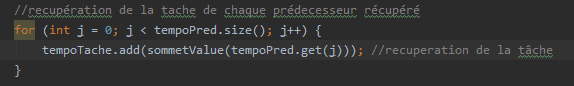 //recupération de la tache de chaque prédecesseur récupéré
for (int j = 0; j < tempoPred.size(); j++) {
    tempoTache.add(sommetValue(tempoPred.get(j))); //recuperation de la tâche
}